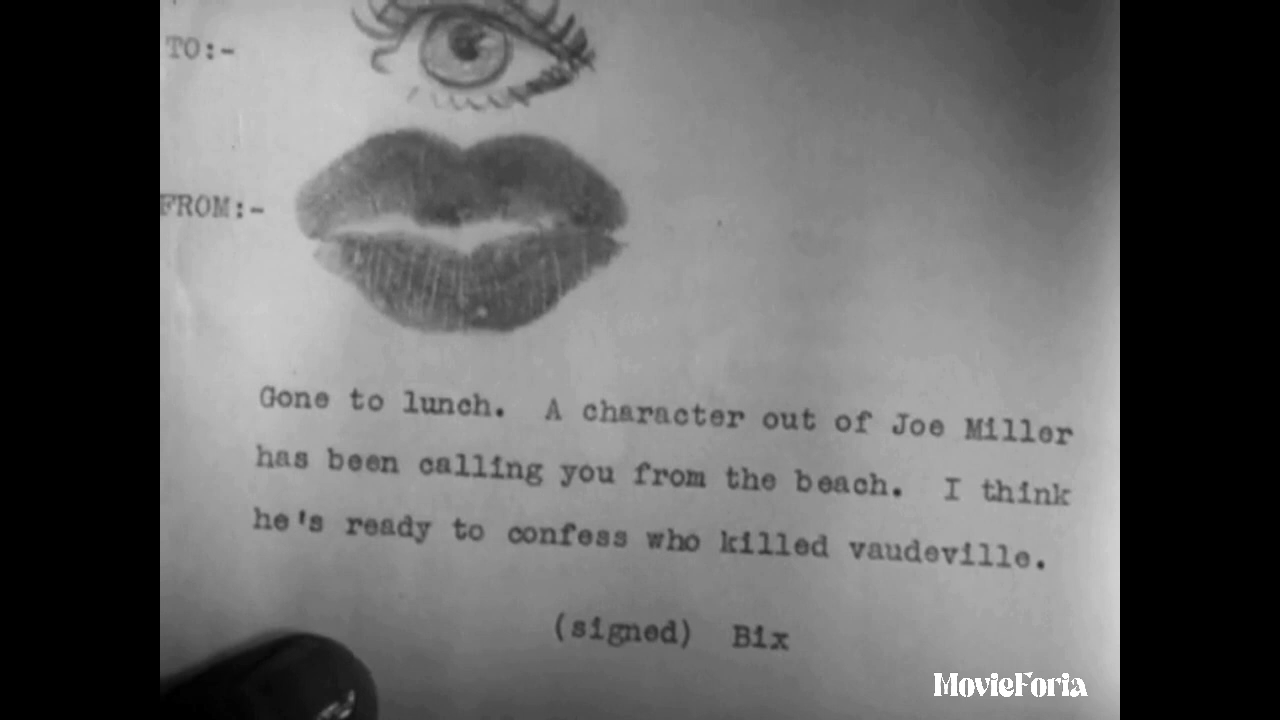 TO:-
FROM:-
Gone to lunch.  A character out of Joe Miller
has been calling you from the beach.  I think
he's ready to confess who killed vaudeville.
(signed)  Bix
MovieForia